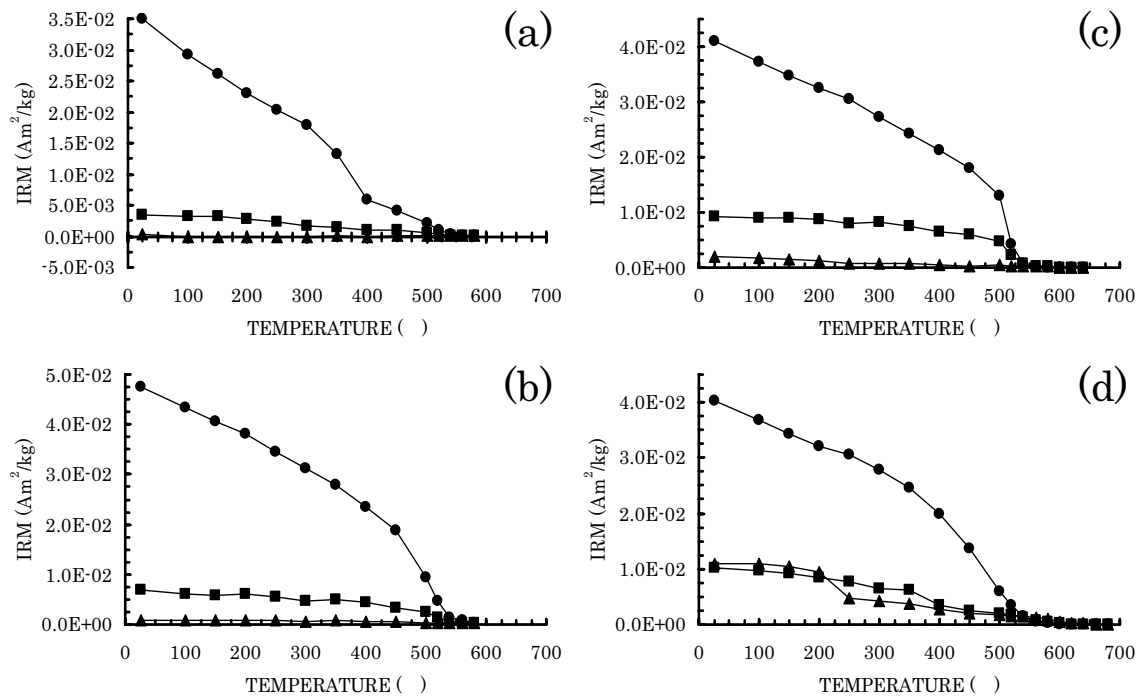 (a)
3.5E-02
3.0E-02
2.5E-02
2.0E-02
1.5E-02
1.0E-02
5.0E-03
0.0E+00
-5.0E-03
IRM (Am²/kg)
0 100 200 300 400 500 600 700
TEMPERATURE ( )
(c)
4.0E-02
3.0E-02
2.0E-02
1.0E-02
0.0E+00
IRM (Am²/kg)
0 100 200 300 400 500 600 700
TEMPERATURE ( )
(b)
5.0E-02
4.0E-02
3.0E-02
2.0E-02
1.0E-02
0.0E+00
IRM (Am²/kg)
0 100 200 300 400 500 600 700
TEMPERATURE ( )
(d)
4.0E-02
3.0E-02
2.0E-02
1.0E-02
0.0E+00
IRM (Am²/kg)
0 100 200 300 400 500 600 700
TEMPERATURE ( )